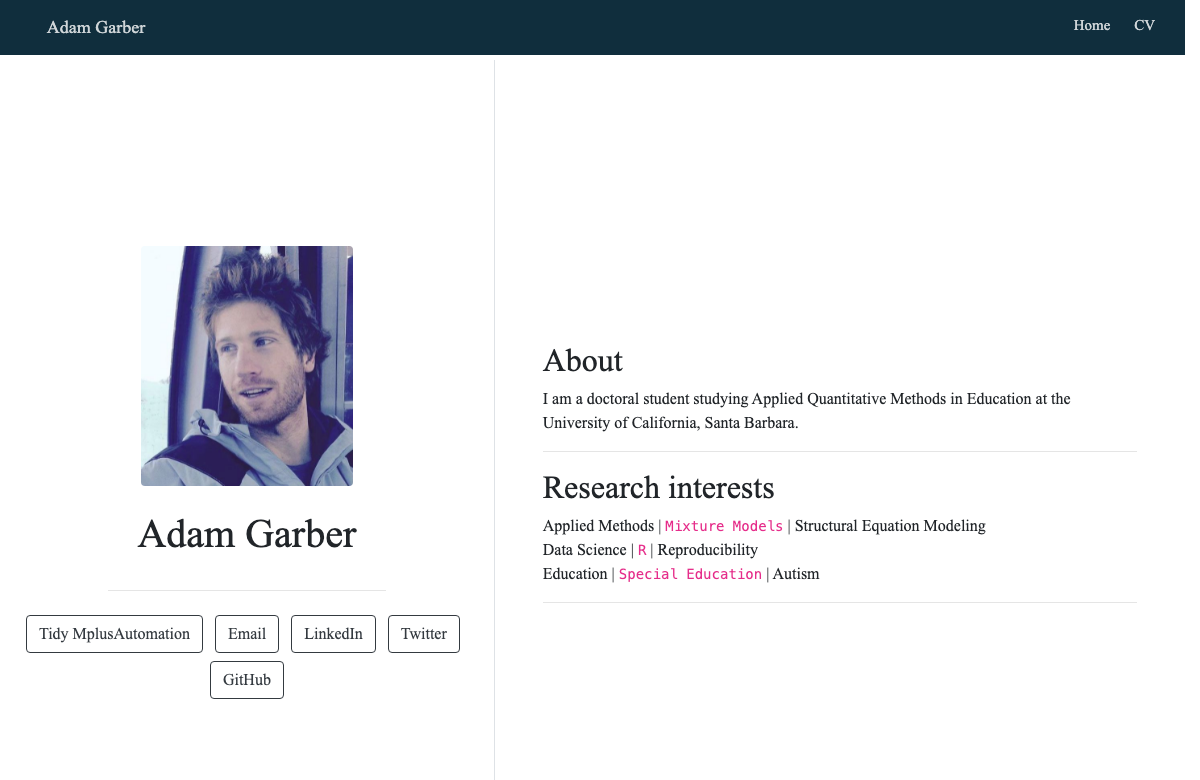 Adam Garber
Home
CV
Adam Garber
Tidy MplusAutomation
Email
LinkedIn
Twitter
GitHub
About
I am a doctoral student studying Applied Quantitative Methods in Education at the
University of California, Santa Barbara.
Research interests
Applied Methods | Mixture Models | Structural Equation Modeling
Data Science | R | Reproducibility
Education | Special Education | Autism